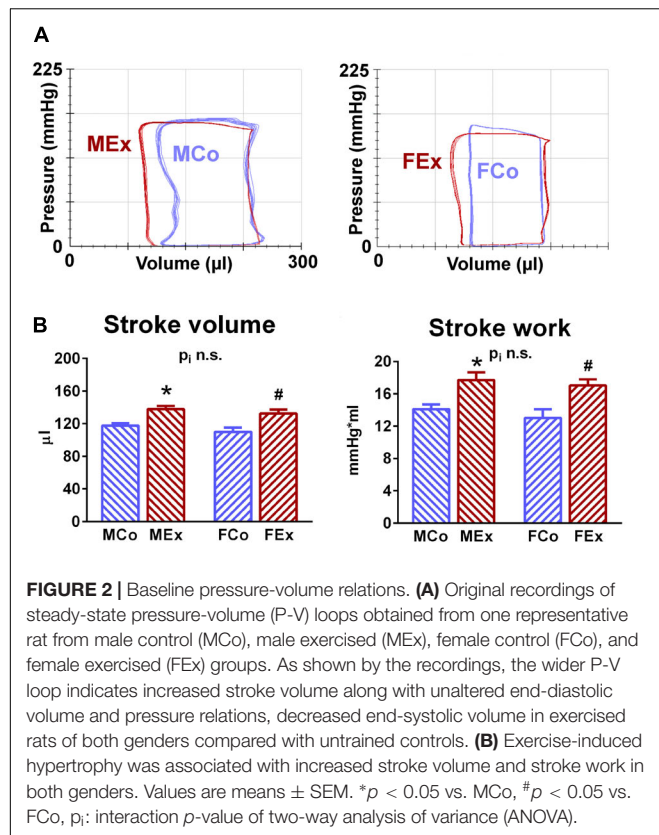 A
225
225
Pressure (mmHg)
Pressure (mmHg)
MEx
MCo
FEx
FCo
0
0
0
Volume (µl)
300
Volume (µl)
B
Stroke volume
Stroke work
pi n.s.
pi n.s.
200
160
120
80
40
0
µl
*
#
MCo MEx FCo FEx
20
16
12
8
4
0
mmHg*ml
*
#
MCo MEx FCo FEx
FIGURE 2 | Baseline pressure-volume relations. (A) Original recordings of
steady-state pressure-volume (P-V) loops obtained from one representative
rat from male control (MCo), male exercised (MEx), female control (FCo), and
female exercised (FEx) groups. As shown by the recordings, the wider P-V
loop indicates increased stroke volume along with unaltered end-diastolic
volume and pressure relations, decreased end-systolic volume in exercised
rats of both genders compared with untrained controls. (B) Exercise-induced
hypertrophy was associated with increased stroke volume and stroke work in
both genders. Values are means ± SEM. *p < 0.05 vs. MCo, #p < 0.05 vs.
FCo, pi: interaction p-value of two-way analysis of variance (ANOVA).